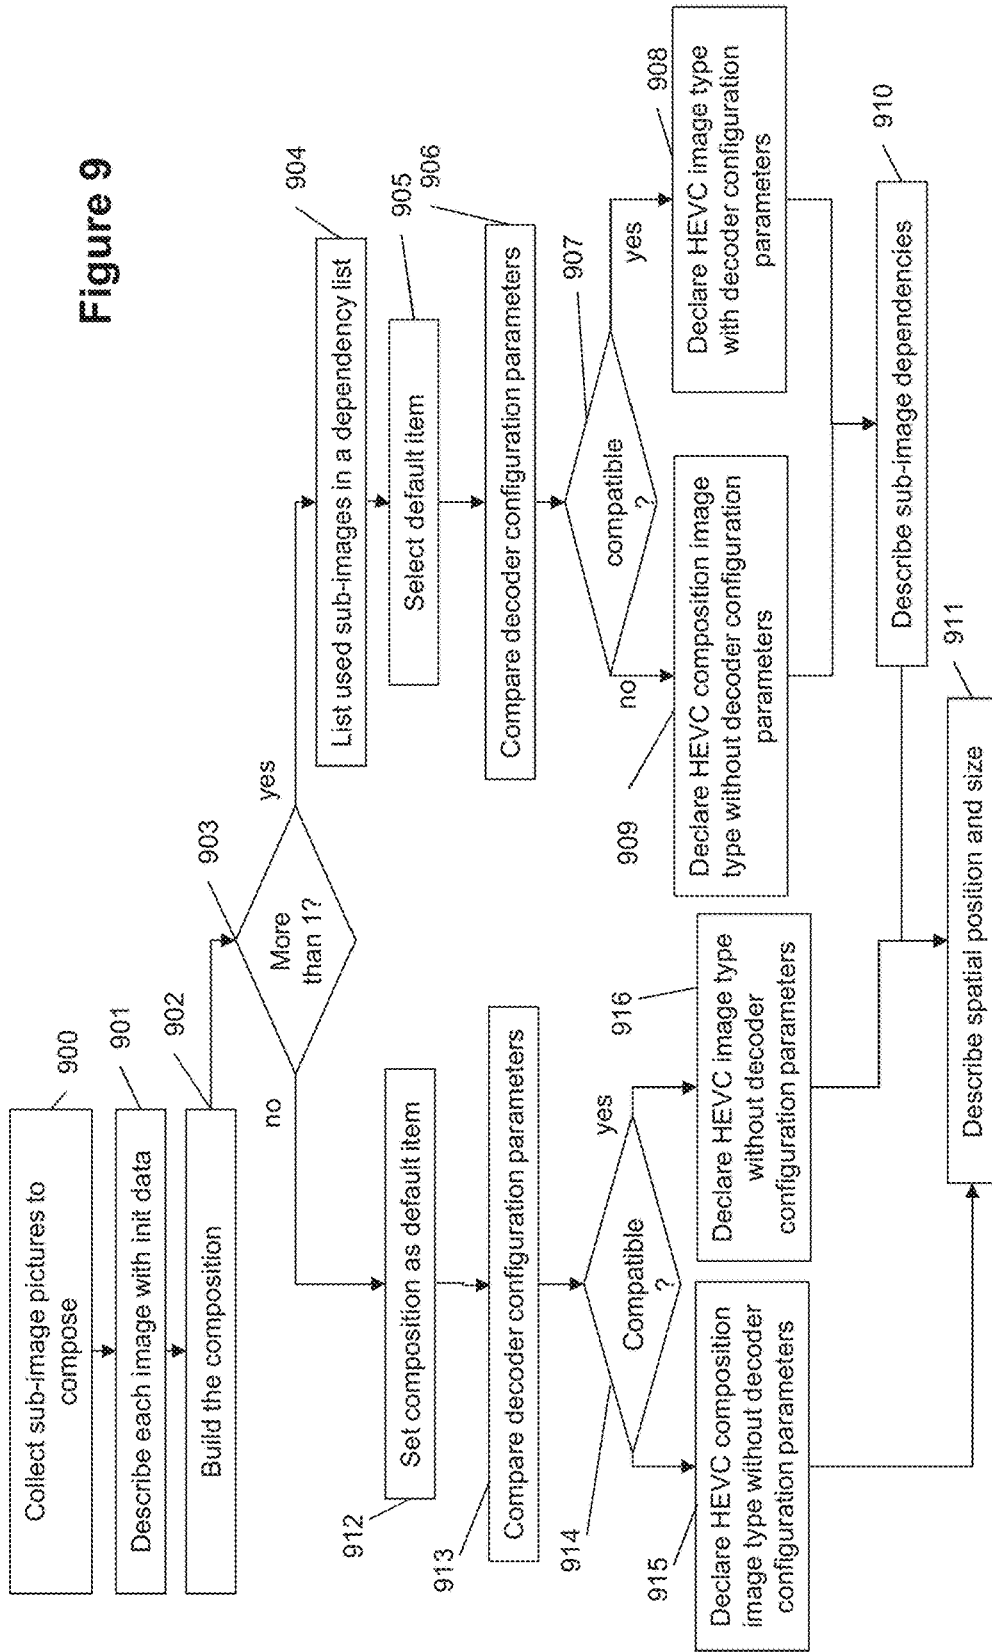 Figure 9
Collect sub-image pictures to
compose
900
Describe each image with init data
901
Build the composition
902
903
More
than 1?
yes
no
List used sub-images in a dependency list
904
Select default item
905
906
Compare decoder configuration parameters
907
compatible
?
yes
no
908
Declare HEVC image type
with decoder configuration
parameters
909
Declare HEVC composition image
type without decoder configuration
parameters
910
Describe sub-image dependencies
911
Describe spatial position and size
Set composition as default item
912
Compare decoder configuration parameters
913
Compatible
?
914
yes
916
Declare HEVC image type
without decoder
configuration parameters
915
Declare HEVC composition
image type without decoder
configuration parameters